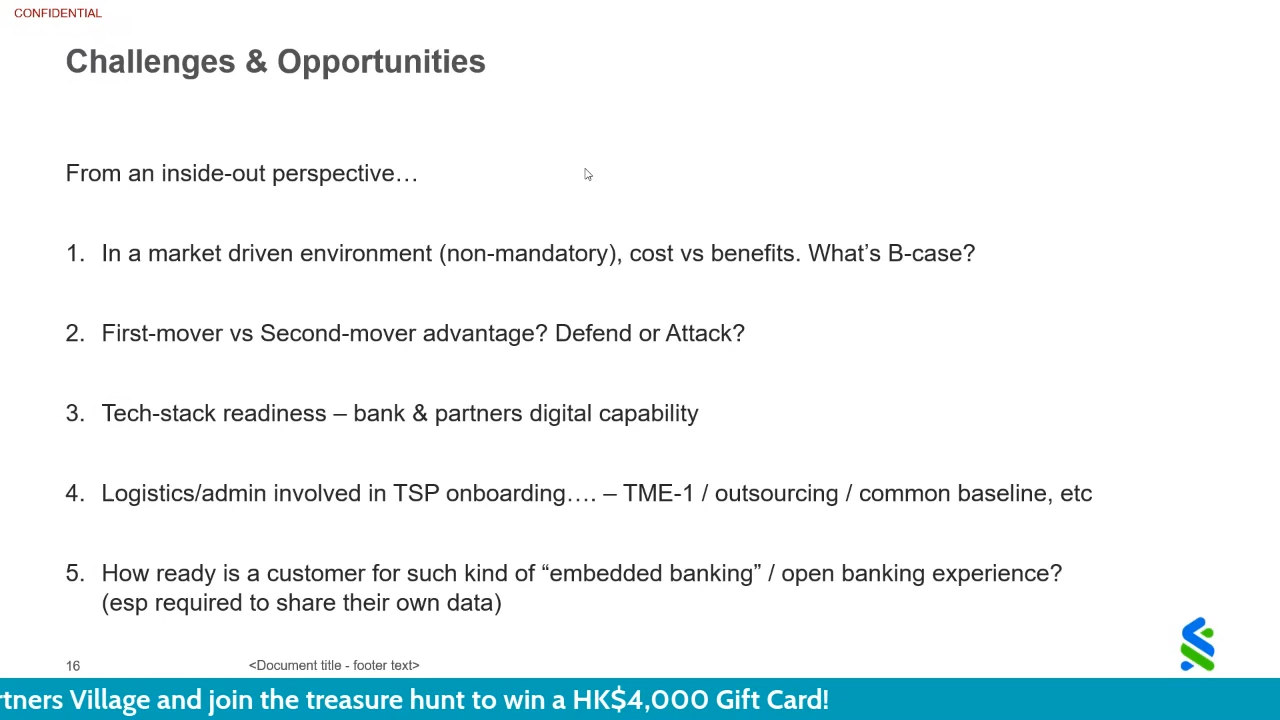 CONFIDENTIAL
Challenges & Opportunities
From an inside-out perspective…
1. In a market driven environment (non-mandatory), cost vs benefits. What’s B-case?
2. First-mover vs Second-mover advantage? Defend or Attack?
3. Tech-stack readiness – bank & partners digital capability
4. Logistics/admin involved in TSP onboarding…. – TME-1 / outsourcing / common baseline, etc
5. How ready is a customer for such kind of “embedded banking” / open banking experience?
(esp required to share their own data)
16 <Document title - footer text>
rtners Village and join the treasure hunt to win a HK$4,000 Gift Card!